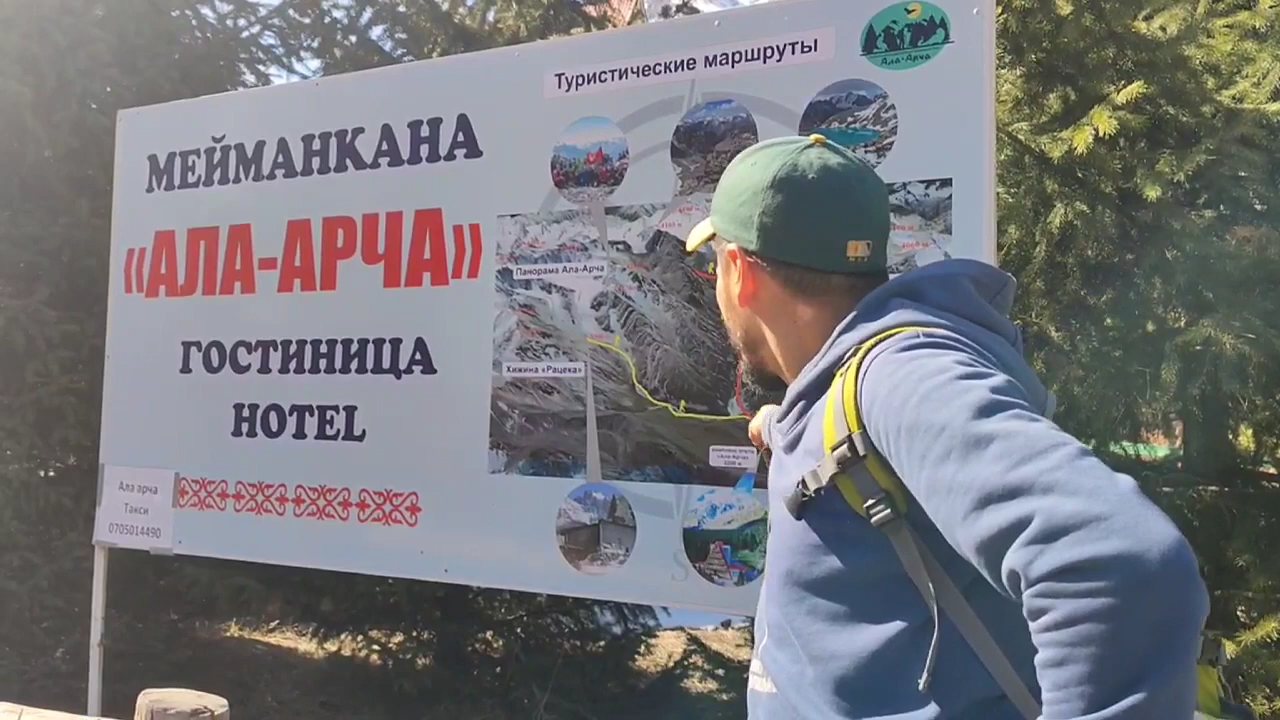 МЕЙМАНКАНА
«АЛА-АРЧА»
ГОСТИНИЦА
HOTEL
Ала арча
Такси
0705014490
Туристические маршруты
Ала-Арча
Панорама Ала-Арча
Хижина «Рацека»